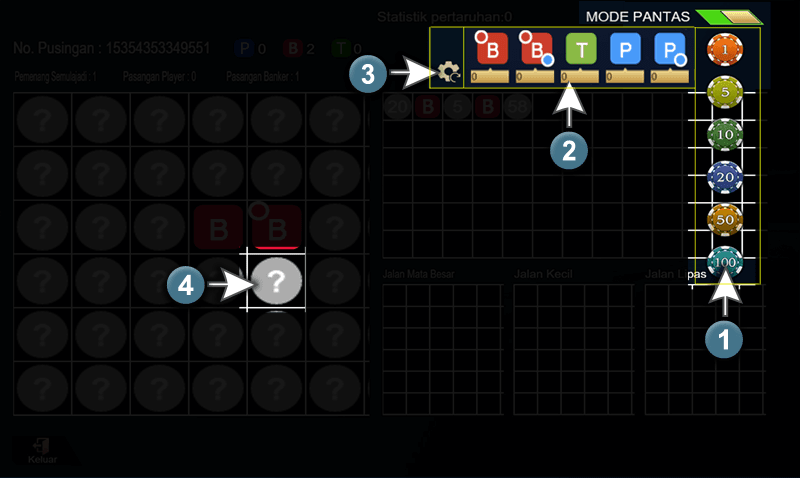 Statistik pertaruhan:0
MODE PANTAS
No. Pusingan : 15354353349551
P 0 B 2 T 0
Pemenang Semulajadi : 1 Pasangan Player : 0 Pasangan Banker : 1
3
B B T P P
0 0 0 0 0
1
5
10
20
50
100
2
20 B 5 B 58
? ? ? ? ? ?
? ? ? ? ? ?
? ? ? B B ?
4
? ? ? ? ? ?
Jalan Mata Besar Jalan Kecil Jalan Lipas
1
? ? ? ? ? ?
? ? ? ? ? ?
Keluar